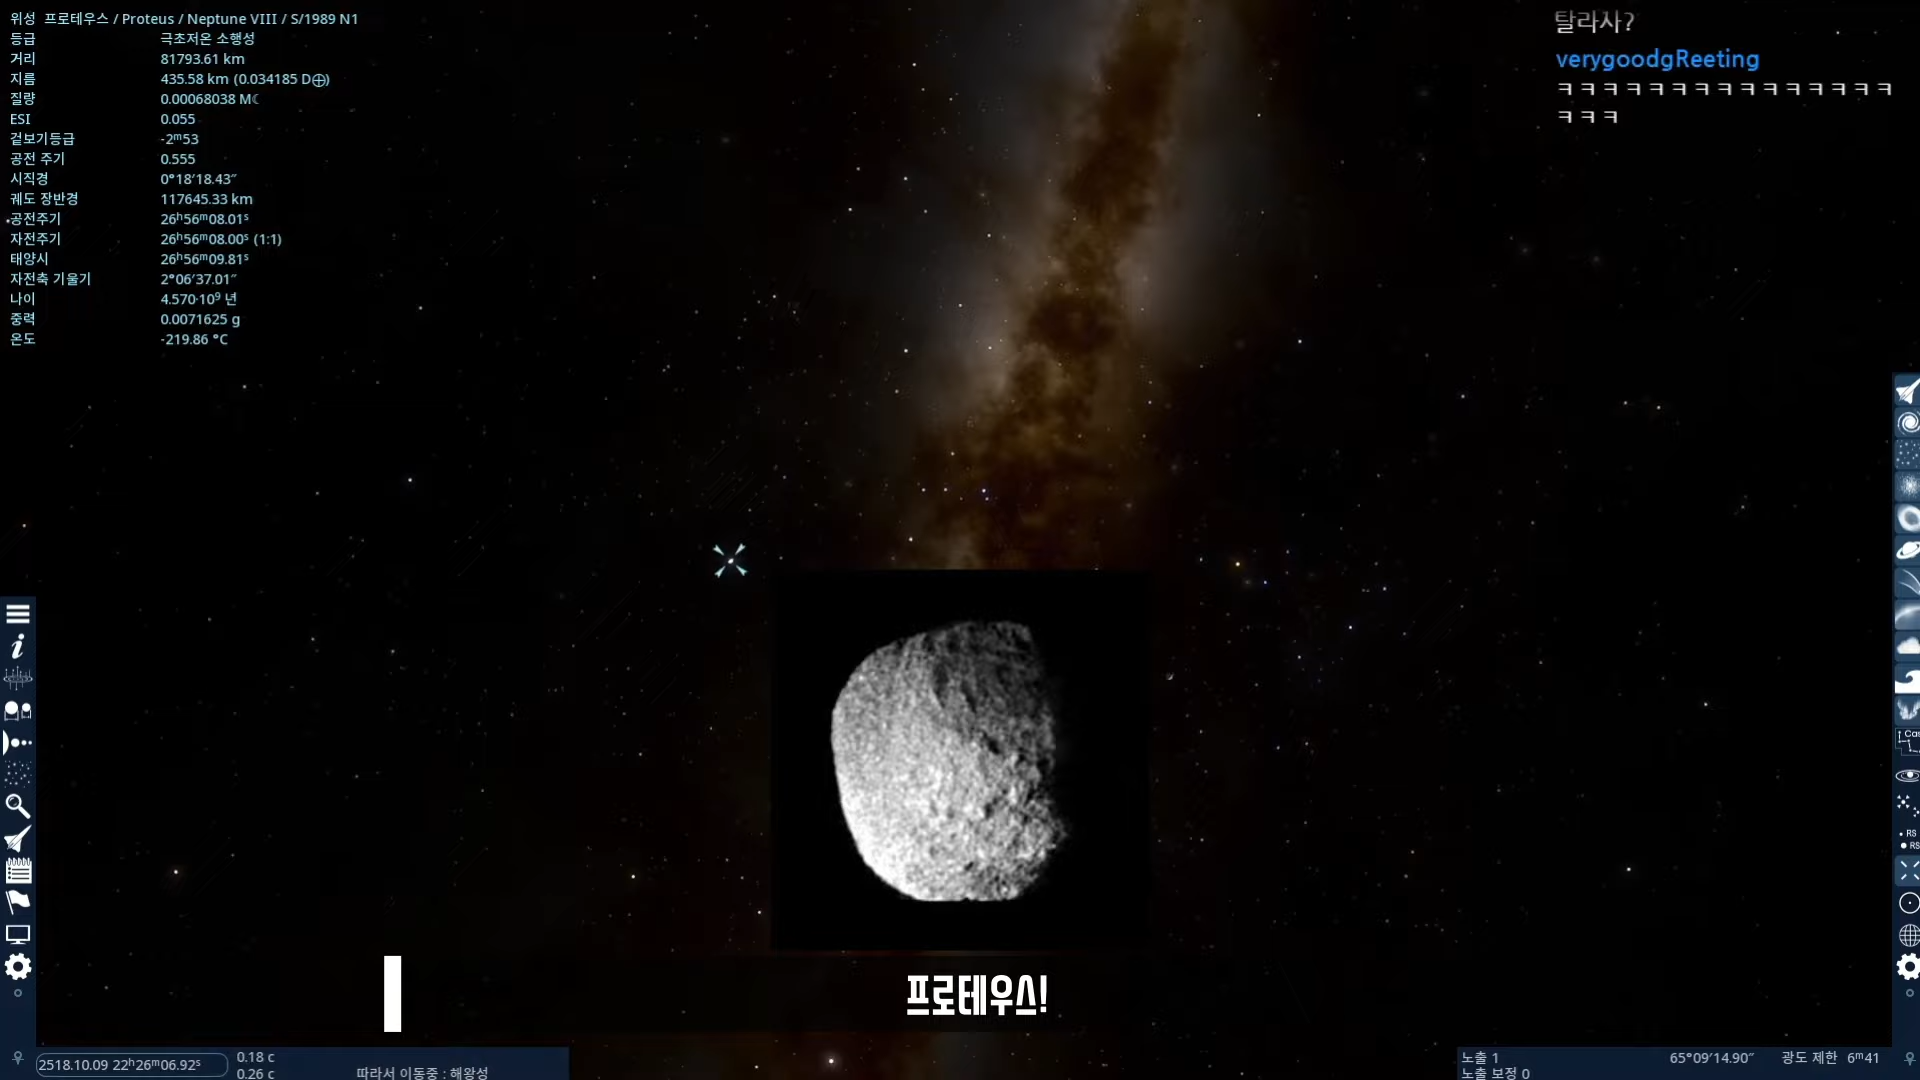 위성 프로테우스 / Proteus / Neptune VIII / S/1989 N1
등급 극초저온 소행성
거리 81793.61 km
지름 435.58 km (0.034185 D⊕)
질량 0.00068038 M☾
ESI 0.055
겉보기등급 -2ᵐ53
공전 주기 0.555
시직경 0°18′18.43″
궤도 장반경 117645.33 km
공전주기 26ʰ56ᵐ08.01ˢ
자전주기 26ʰ56ᵐ08.00ˢ (1:1)
태양시 26ʰ56ᵐ09.81ˢ
자전축 기울기 2°06′37.01″
나이 4.570·10⁹ 년
중력 0.0071625 g
온도 -219.86 °C
탈라사?
verygoodgReeting
ㅋㅋㅋㅋㅋㅋㅋㅋㅋㅋㅋㅋㅋㅋㅋ
ㅋㅋㅋ
Cas
RS
RS
프로테우스!
2518.10.09 22ʰ26ᵐ06.92ˢ
0.18 c
0.26 c
따라서 이동중 : 해왕성
노출 1
노출 보정 0
65°09′14.90″
광도 제한 6ᵐ41